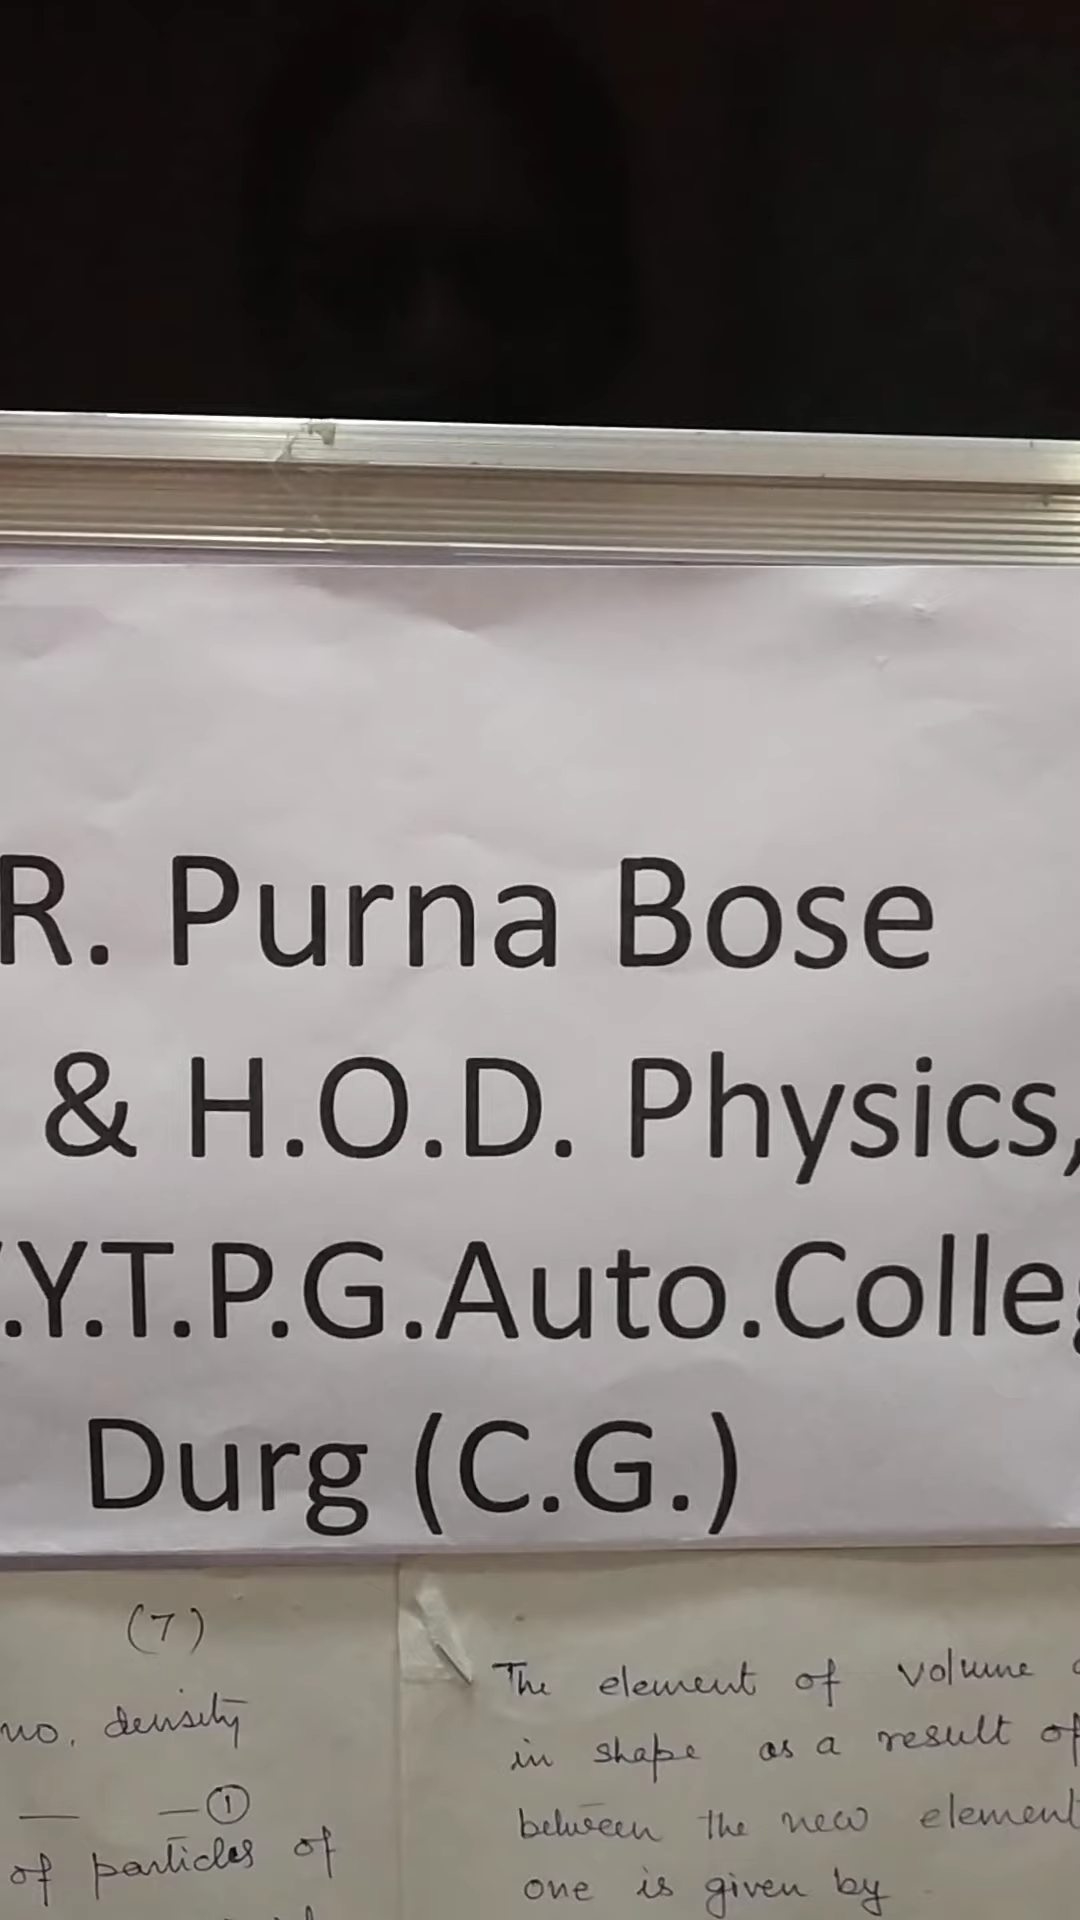 R. Purna Bose
& H.O.D. Physics,
.Y.T.P.G.Auto.Colleg
Durg (C.G.)
(7)
no. density
— —①
of particles of
The element of volume
in shape as a result of
between the new element
one is given by